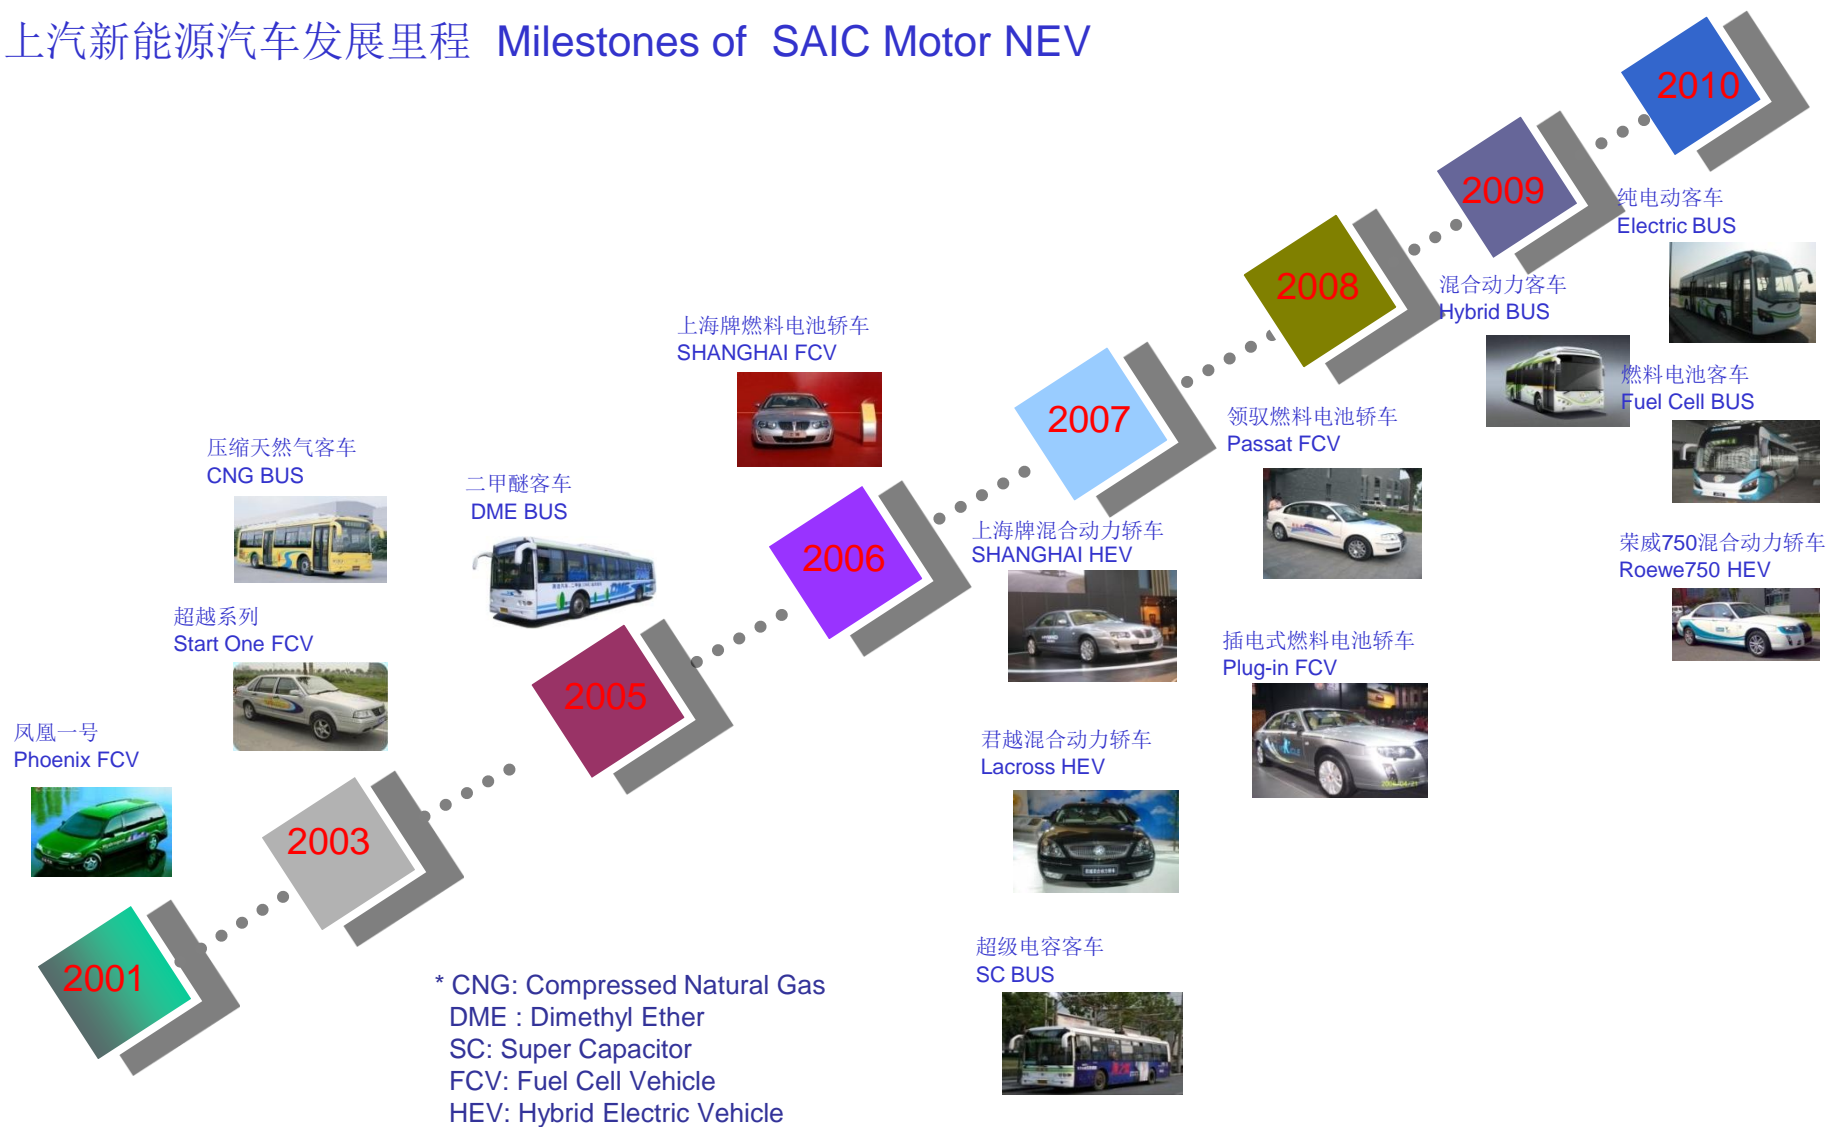 上汽新能源汽车发展里程 Milestones of SAIC Motor NEV
2010
2009
纯电动客车
Electric BUS
2008
混合动力客车
Hybrid BUS
上海牌燃料电池轿车
SHANGHAI FCV
燃料电池客车
Fuel Cell BUS
2007
领驭燃料电池轿车
Passat FCV
压缩天然气客车
CNG BUS
二甲醚客车
DME BUS
2006
上海牌混合动力轿车
SHANGHAI HEV
荣威750混合动力轿车
Roewe750 HEV
超越系列
Start One FCV
插电式燃料电池轿车
Plug-in FCV
2005
凤凰一号
Phoenix FCV
君越混合动力轿车
Lacross HEV
2003
超级电容客车
SC BUS
2001
* CNG: Compressed Natural Gas
DME : Dimethyl Ether
SC: Super Capacitor
FCV: Fuel Cell Vehicle
HEV: Hybrid Electric Vehicle